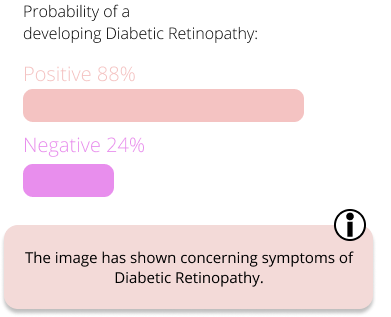 Probability of a
developing Diabetic Retinopathy:
Positive 88%
Negative 24%
i
The image has shown concerning symptoms of
Diabetic Retinopathy.